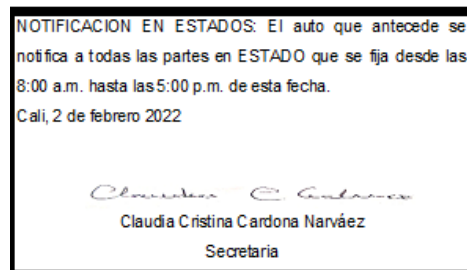 NOTIFICACION EN ESTADOS: El auto que antecede se
notifica a todas las partes en ESTADO que se fija desde las
8:00 a.m. hasta las 5:00 p.m. de esta fecha.
Cali, 2 de febrero 2022
Claudia Cristina Cardona Narváez
Secretaria